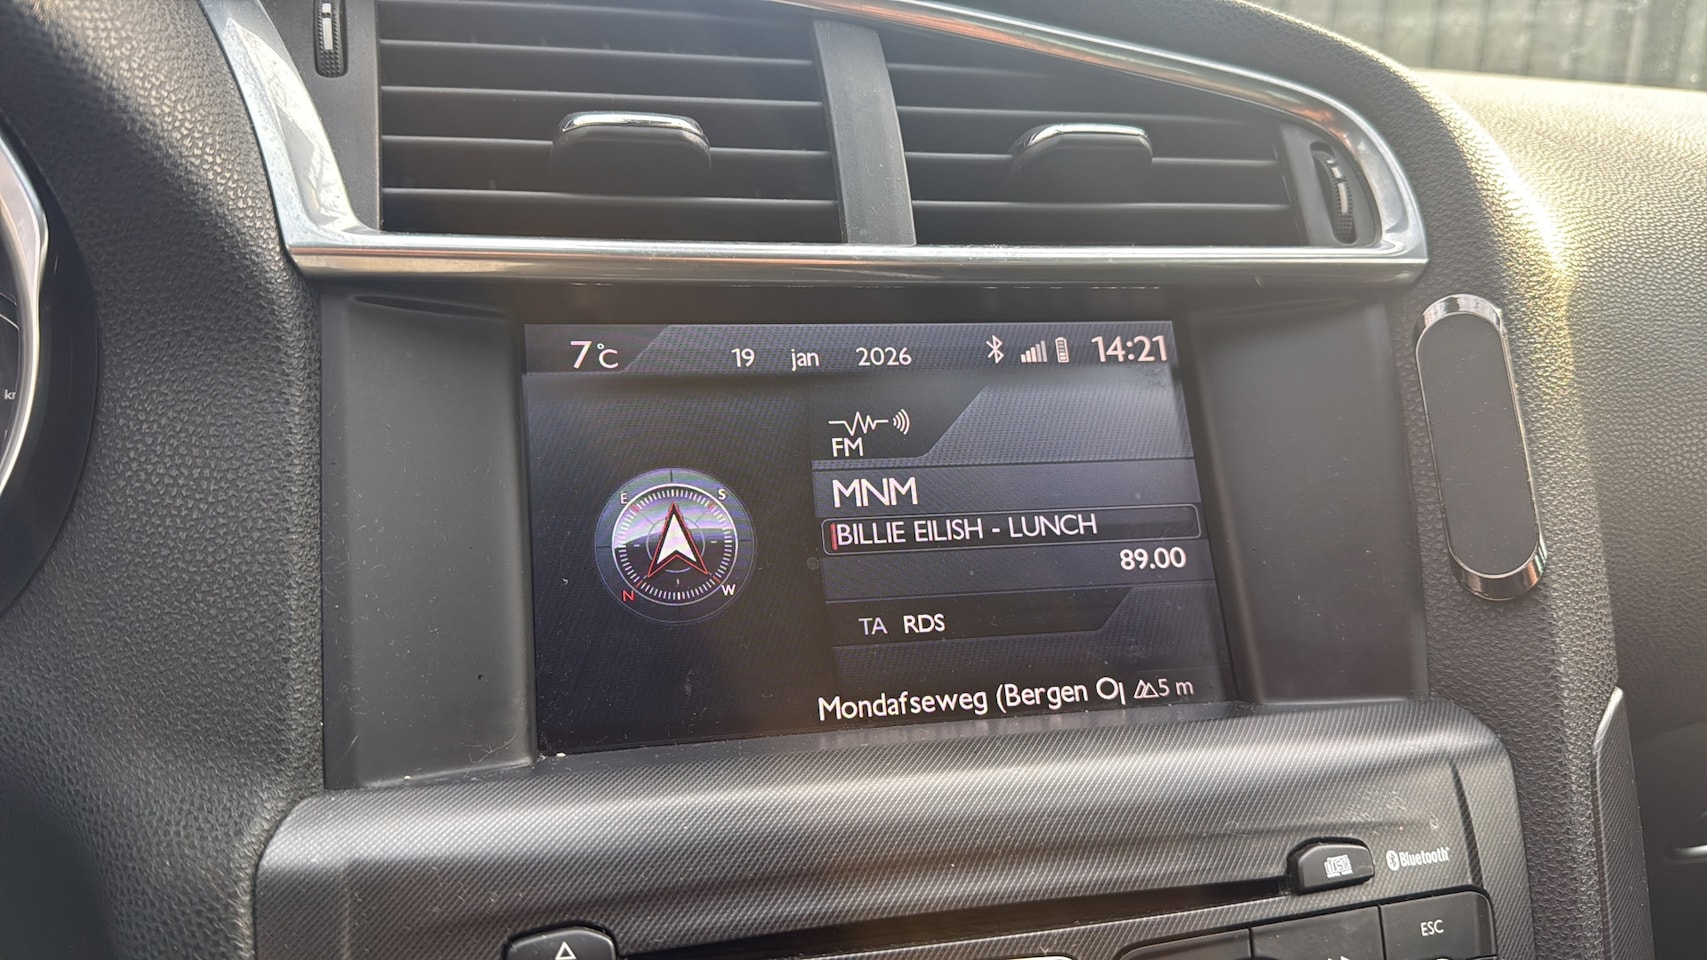 7°C 19 jan 2026 14:21
FM
MNM
BILLIE EILISH - LUNCH
89.00
E S
N W
TA RDS
Mondafseweg (Bergen O 5 m
Bluetooth
ESC